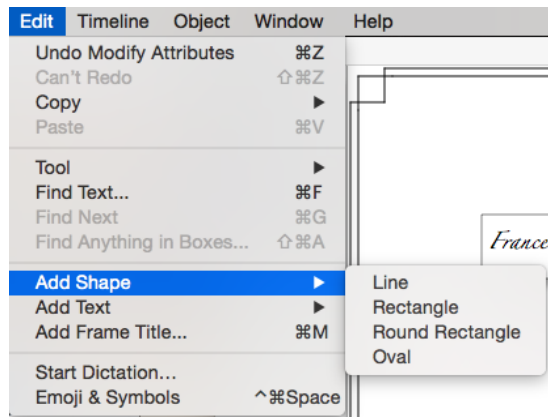 Edit Timeline Object Window Help
Undo Modify Attributes ⌘Z
Can't Redo ⇧⌘Z
Copy ▶
Paste ⌘V
Tool ▶
Find Text... ⌘F
Find Next ⌘G
Find Anything in Boxes... ⇧⌘A
France
Add Shape ▶
Add Text ▶
Add Frame Title... ⌘M
Line
Rectangle
Round Rectangle
Oval
Start Dictation...
Emoji & Symbols ^⌘Space